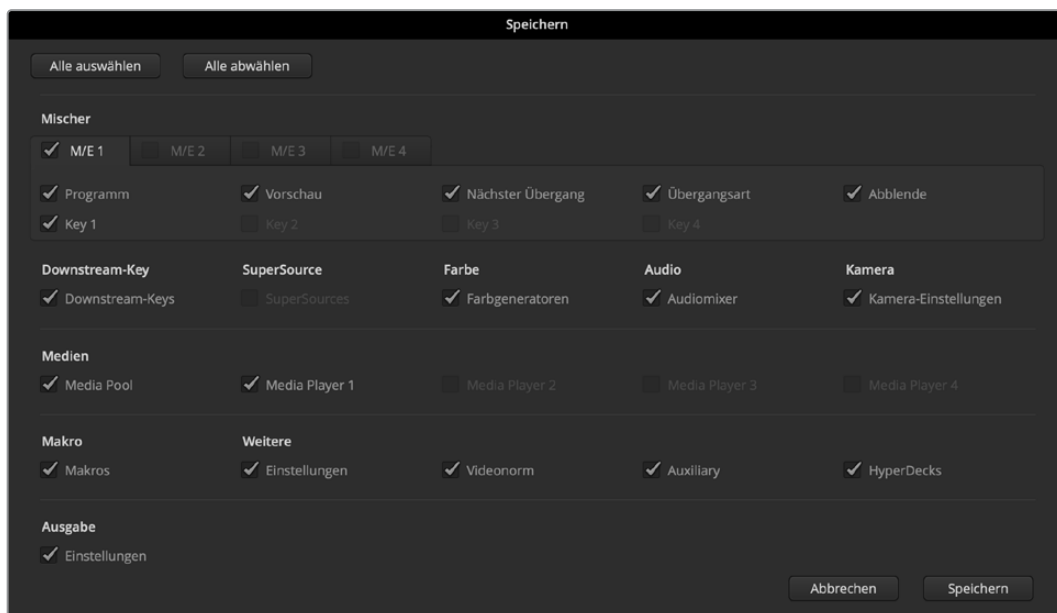 Speichern
Alle auswählen Alle abwählen
Mischer
M/E 1 M/E 2 M/E 3 M/E 4
Programm Vorschau Nächster Übergang Übergangsart Abblende
Key 1 Key 2 Key 3 Key 4
Downstream-Key SuperSource Farbe Audio Kamera
Downstream-Keys SuperSources Farbgeneratoren Audiomixer Kamera-Einstellungen
Medien
Media Pool Media Player 1 Media Player 2 Media Player 3 Media Player 4
Makro Weitere
Makros Einstellungen Videonorm Auxiliary HyperDecks
Ausgabe
Einstellungen
Abbrechen Speichern